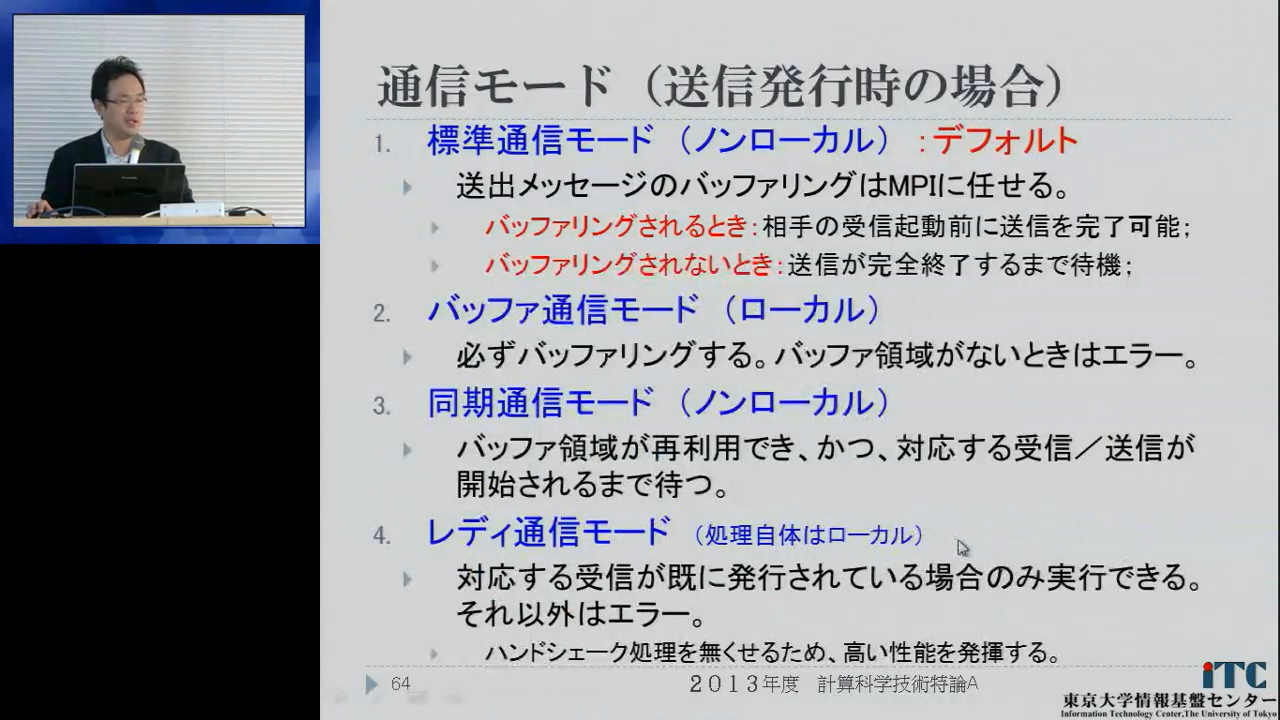 通信モード（送信発行時の場合）
1. 標準通信モード （ノンローカル） ：デフォルト
送出メッセージのバッファリングはMPIに任せる。
バッファリングされるとき：相手の受信起動前に送信を完了可能；
バッファリングされないとき：送信が完全終了するまで待機；
2. バッファ通信モード （ローカル）
必ずバッファリングする。バッファ領域がないときはエラー。
3. 同期通信モード （ノンローカル）
バッファ領域が再利用でき、かつ、対応する受信／送信が
開始されるまで待つ。
4. レディ通信モード （処理自体はローカル）
対応する受信が既に発行されている場合のみ実行できる。
それ以外はエラー。
ハンドシェーク処理を無くせるため、高い性能を発揮する。
64
２０１３年度 計算科学技術特論A
ITC
東京大学情報基盤センター
Information Technology Center,The University of Tokyo